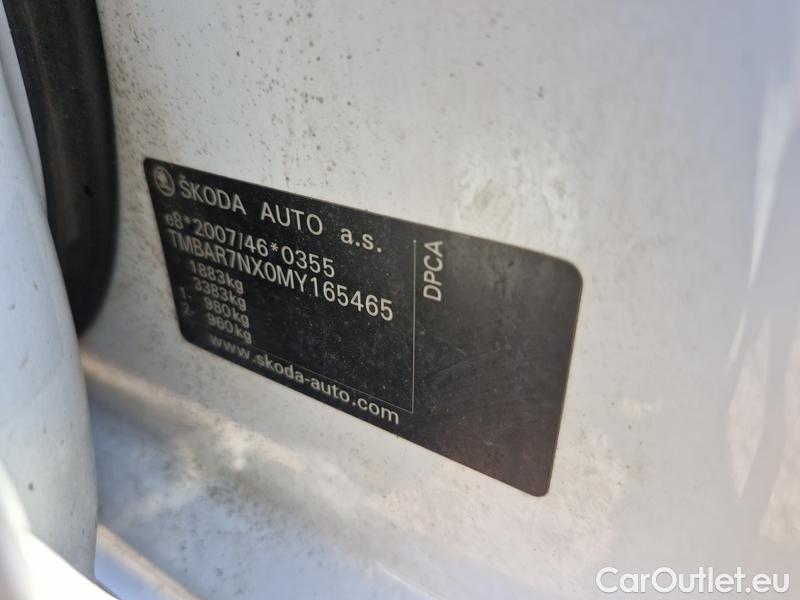 ŠKODA AUTO a.s.
e8*2007/46*0355
TMBAR7NX0MY165465
1883kg
3383kg
1- 980kg
2- 960kg
www.skoda-auto.com
DPCA
CarOutlet.eu